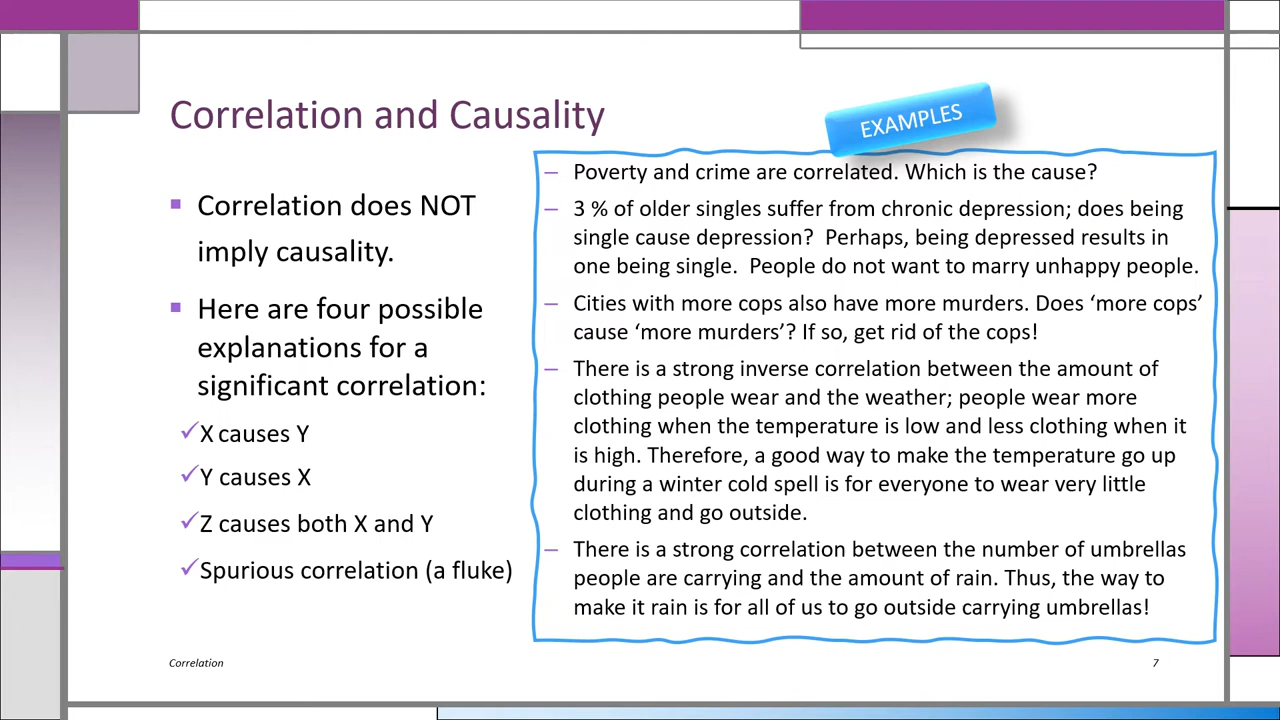 Correlation and Causality
EXAMPLES
Correlation does NOT
imply causality.
Here are four possible
explanations for a
significant correlation:
X causes Y
Y causes X
Z causes both X and Y
Spurious correlation (a fluke)
– Poverty and crime are correlated. Which is the cause?
– 3 % of older singles suffer from chronic depression; does being
single cause depression? Perhaps, being depressed results in
one being single. People do not want to marry unhappy people.
– Cities with more cops also have more murders. Does ‘more cops’
cause ‘more murders’? If so, get rid of the cops!
– There is a strong inverse correlation between the amount of
clothing people wear and the weather; people wear more
clothing when the temperature is low and less clothing when it
is high. Therefore, a good way to make the temperature go up
during a winter cold spell is for everyone to wear very little
clothing and go outside.
– There is a strong correlation between the number of umbrellas
people are carrying and the amount of rain. Thus, the way to
make it rain is for all of us to go outside carrying umbrellas!
Correlation
7